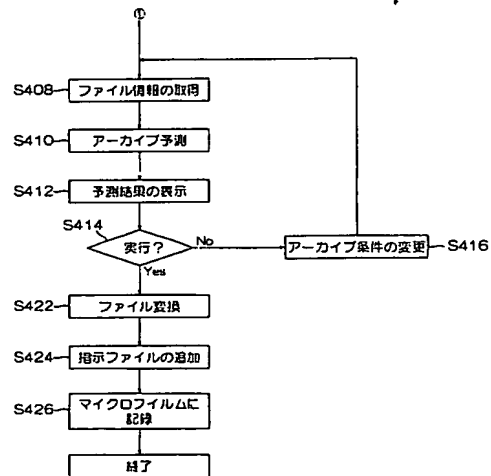 ①
S408 ファイル情報の取得
S410 アーカイブ予測
S412 予測結果の表示
S414
実行？ No
アーカイブ条件の変更 S416
Yes
S422 ファイル変換
S424 指示ファイルの追加
S426 マイクロフイルムに
記録
終了